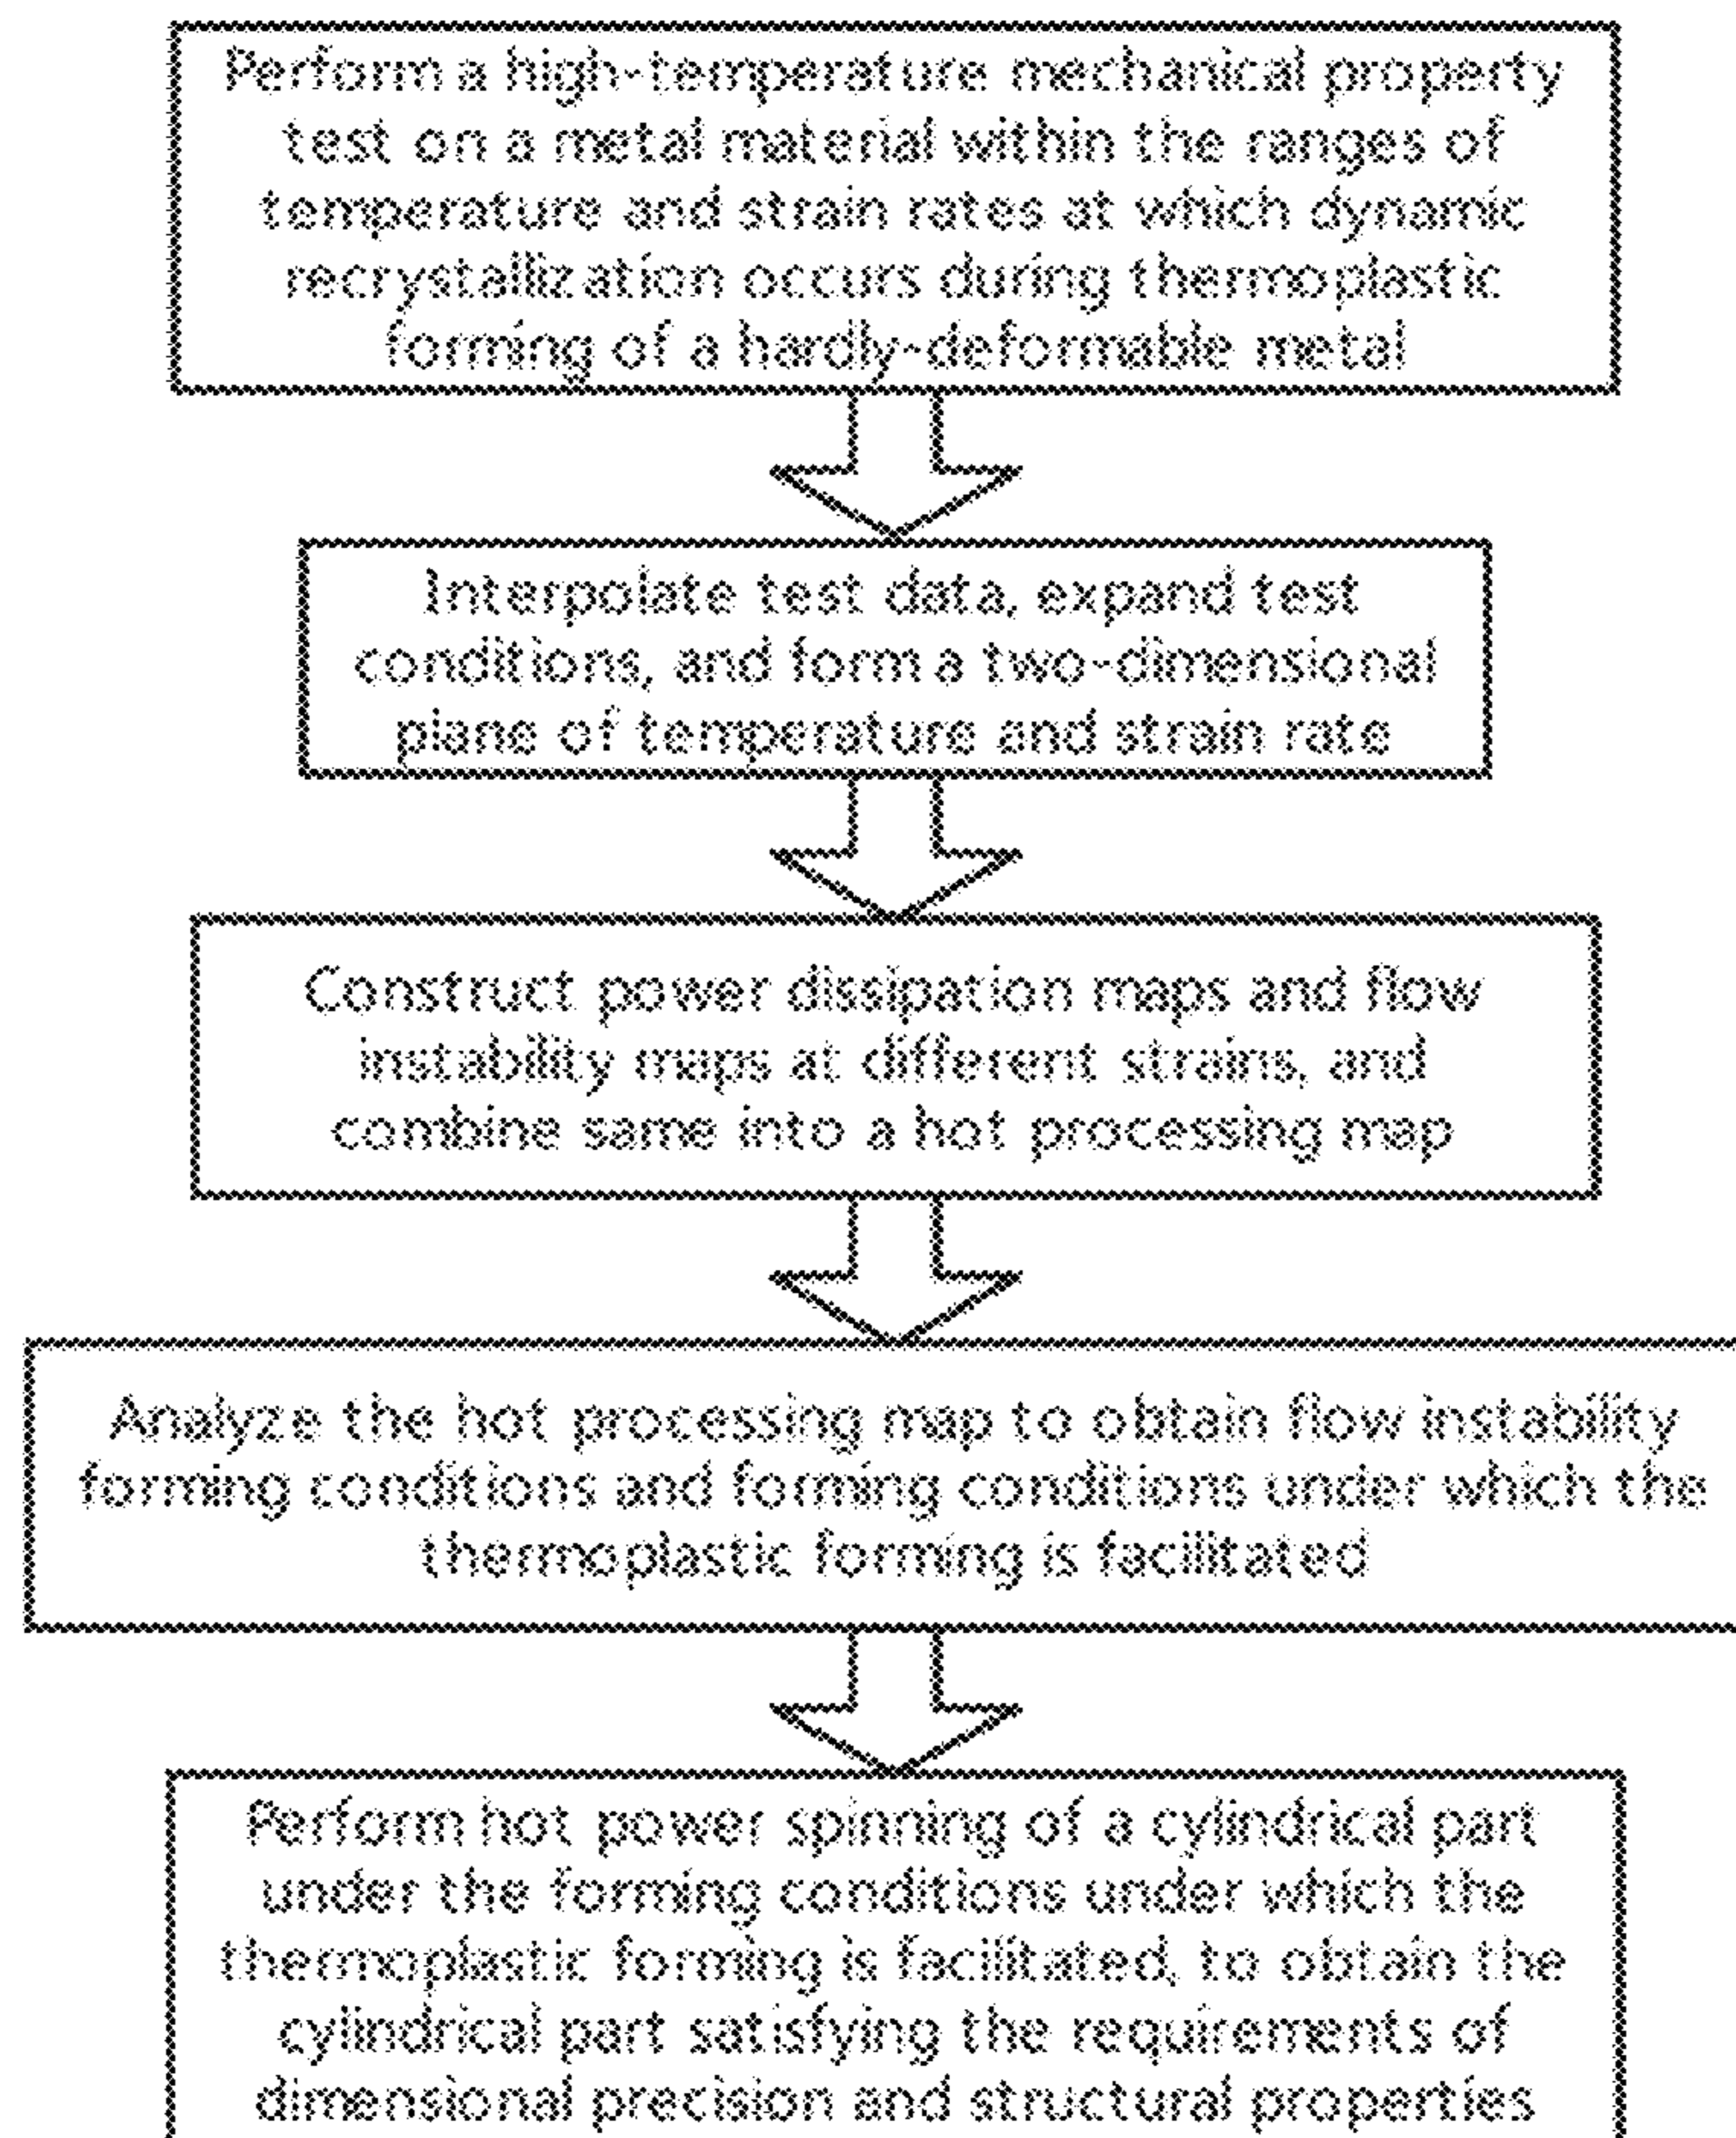 Perform a high-temperature mechanical property
test on a metal material within the ranges of
temperature and strain rates at which dynamic
recrystallization occurs during thermoplastic
forming of a hardly-deformable metal
Interpolate test data, expand test
conditions, and form a two-dimensional
plane of temperature and strain rate
Construct power dissipation maps and flow
instability maps at different strains, and
combine same into a hot processing map
Analyze the hot processing map to obtain flow instability
forming conditions and forming conditions under which the
thermoplastic forming is facilitated
Perform hot power spinning of a cylindrical part
under the forming conditions under which the
thermoplastic forming is facilitated, to obtain the
cylindrical part satisfying the requirements of
dimensional precision and structural properties